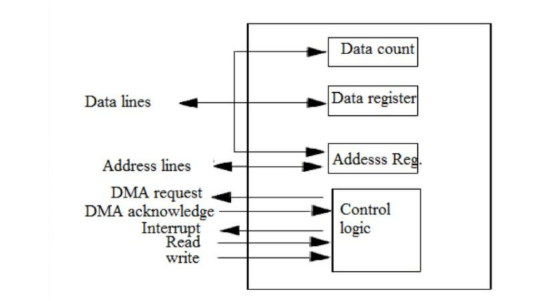 Data count
Data lines
Data register
Address lines
Addesss Reg.
DMA request
DMA acknowledge
Interrupt
Read
write
Control
logic